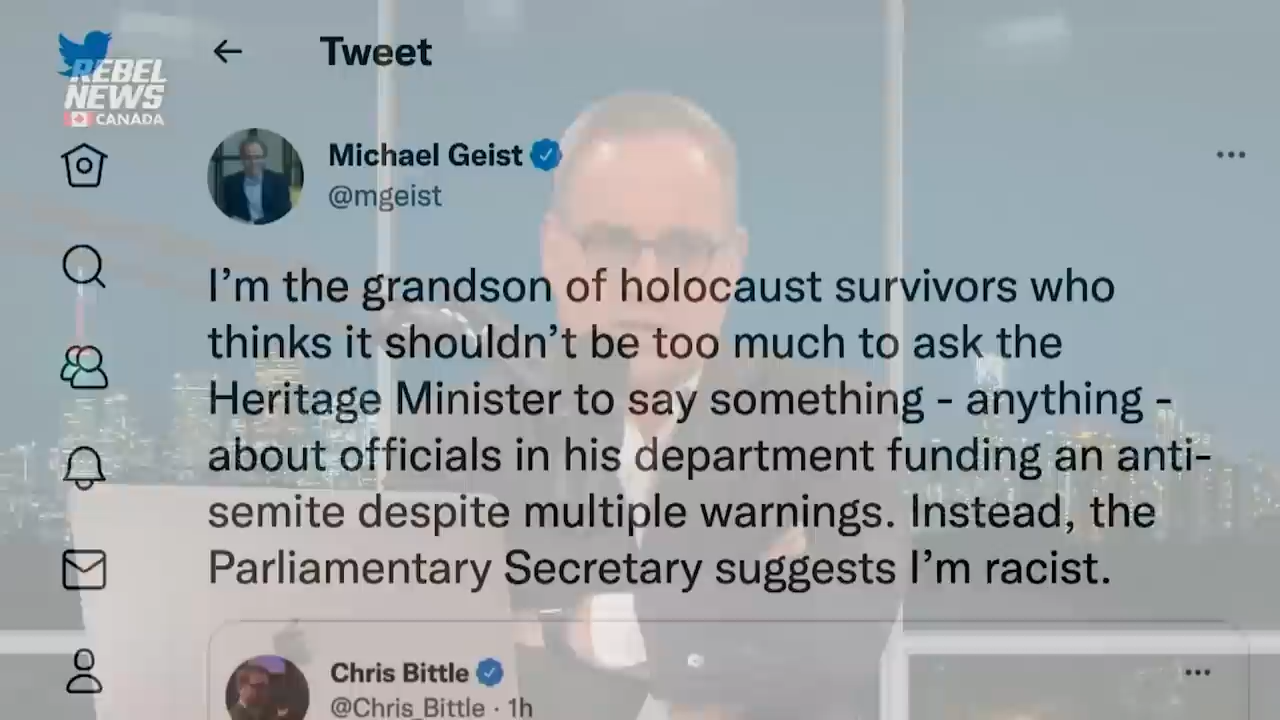 REBEL
NEWS
CANADA
Tweet
Michael Geist
@mgeist
I’m the grandson of holocaust survivors who
thinks it shouldn’t be too much to ask the
Heritage Minister to say something - anything -
about officials in his department funding an anti-
semite despite multiple warnings. Instead, the
Parliamentary Secretary suggests I’m racist.
Chris Bittle
@Chris_Bittle · 1h